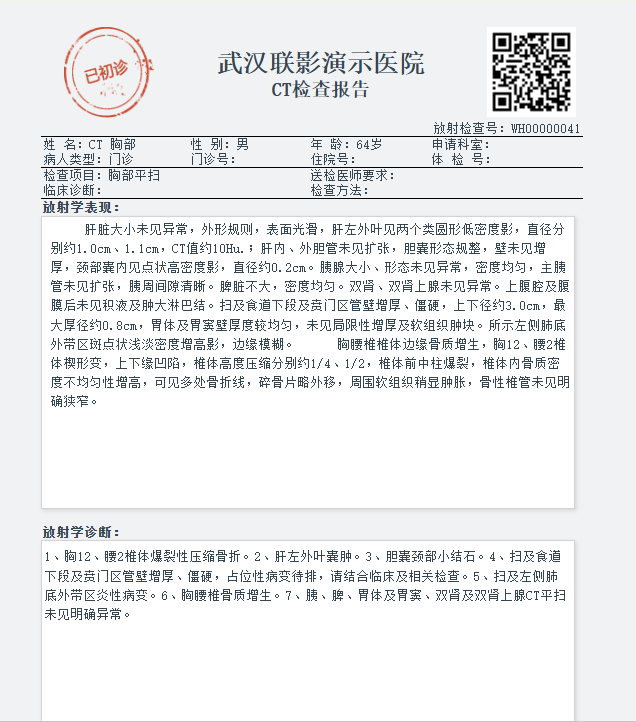 已初诊
武汉联影演示医院
CT检查报告
放射检查号: WH00000041
姓 名: CT 胸部 性 别: 男 年 龄: 64岁 申请科室:
病人类型: 门诊 门诊号: 住院号: 体 检 号:
检查项目: 胸部平扫 送检医师要求:
临床诊断: 检查方法:
放射学表现:
肝脏大小未见异常，外形规则，表面光滑，肝左外叶见两个类圆形低密度影，直径分
别约1.0cm、1.1cm，CT值约10Hu.；肝内、外胆管未见扩张，胆囊形态规整，壁未见增
厚，颈部囊内见点状高密度影，直径约0.2cm。胰腺大小、形态未见异常，密度均匀，主胰
管未见扩张，胰周间隙清晰。脾脏不大，密度均匀。双肾、双肾上腺未见异常。上腹腔及腹
膜后未见积液及肿大淋巴结。扫及食道下段及贲门区管壁增厚、僵硬，上下径约3.0cm，最
大厚径约0.8cm，胃体及胃窦壁厚度较均匀，未见局限性增厚及软组织肿块。所示左侧肺底
外带区斑点状浅淡密度增高影，边缘模糊。 胸腰椎椎体边缘骨质增生，胸12、腰2椎
体楔形变，上下缘凹陷，椎体高度压缩分别约1/4、1/2，椎体前中柱爆裂，椎体内骨质密
度不均匀性增高，可见多处骨折线，碎骨片略外移，周围软组织稍显肿胀，骨性椎管未见明
确狭窄。
放射学诊断:
1、胸12、腰2椎体爆裂性压缩骨折。2、肝左外叶囊肿。3、胆囊颈部小结石。4、扫及食道
下段及贲门区管壁增厚、僵硬，占位性病变待排，请结合临床及相关检查。5、扫及左侧肺
底外带区炎性病变。6、胸腰椎骨质增生。7、胰、脾、胃体及胃窦、双肾及双肾上腺CT平扫
未见明确异常。